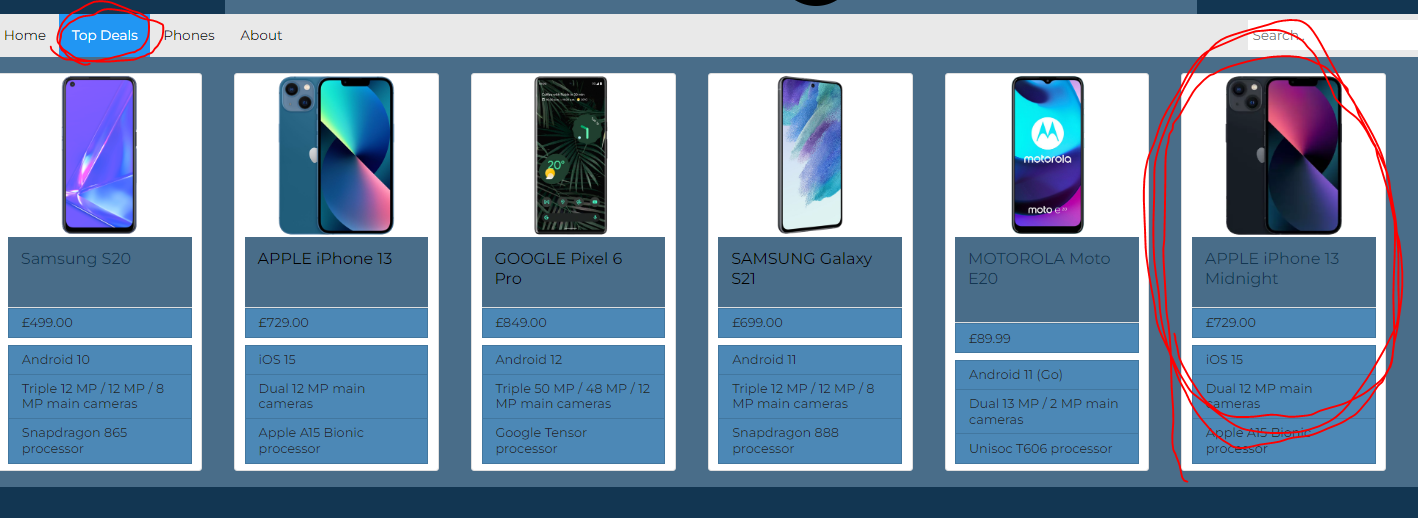 Home Top Deals Phones About Search..
Samsung S20
£499.00
Android 10
Triple 12 MP / 12 MP / 8
MP main cameras
Snapdragon 865
processor
APPLE iPhone 13
£729.00
iOS 15
Dual 12 MP main
cameras
Apple A15 Bionic
processor
20°
GOOGLE Pixel 6
Pro
£849.00
Android 12
Triple 50 MP / 48 MP / 12
MP main cameras
Google Tensor
processor
SAMSUNG Galaxy
S21
£699.00
Android 11
Triple 12 MP / 12 MP / 8
MP main cameras
Snapdragon 888
processor
motorola
moto e20
MOTOROLA Moto
E20
£89.99
Android 11 (Go)
Dual 13 MP / 2 MP main
cameras
Unisoc T606 processor
APPLE iPhone 13
Midnight
£729.00
iOS 15
Dual 12 MP main
cameras
Apple A15 Bionic
processor